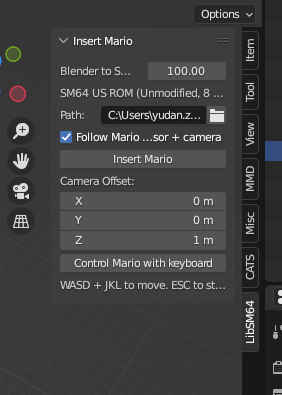 Options
Insert Mario
Blender to S...
100.00
SM64 US ROM (Unmodified, 8 ...
Path:
C:\Users\yudan.z...
Follow Mario ...sor + camera
Insert Mario
Camera Offset:
X 0 m
Y 0 m
Z 1 m
Control Mario with keyboard
WASD + JKL to move. ESC to st...
Item
Tool
View
MMD
Misc
CATS
LibSM64